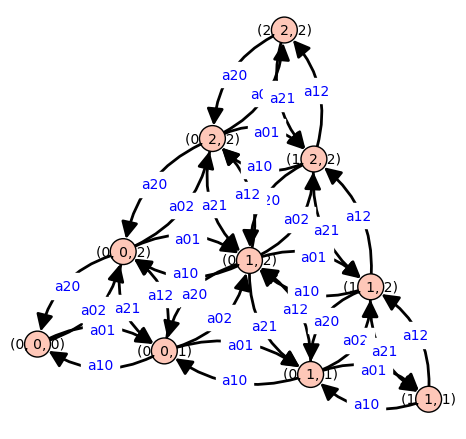 (2, 2, 2)
a20
a21
a12
a01
(0, 2, 2)
a10
(1, 2, 2)
a20
a12
a02
a21
a02
a12
a21
a01
(0, 0, 2)
a01
(0, 1, 2)
a10
a20
(1, 1, 2)
a10
a12
a20
a02
a21
a02
a12
a20
a01
a21
a12
(0, 0, 0)
a01
a21
(0, 0, 1)
a10
a01
a10
(0, 1, 1)
a10
(1, 1, 1)